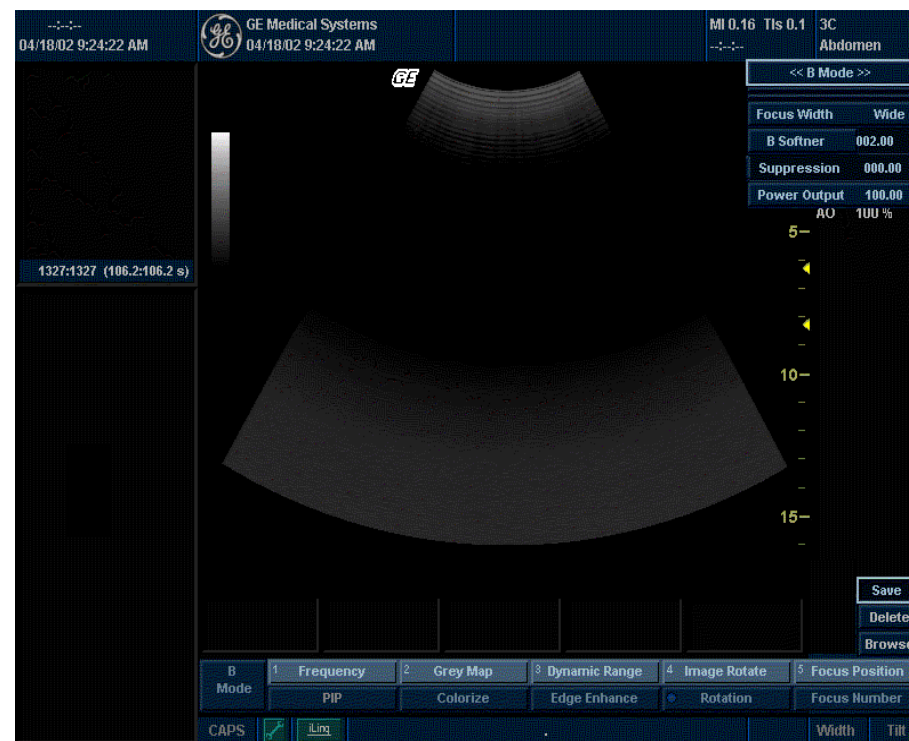 --:--:--
04/18/02 9:24:22 AM
GE Medical Systems
04/18/02 9:24:22 AM
MI 0.16 TIs 0.1
--:--:--
3C
Abdomen
GE
<< B Mode >>
Focus Width Wide
B Softner 002.00
Suppression 000.00
Power Output 100.00
AO 100 %
5
1327:1327 (106.2:106.2 s)
10
15
Save
Delete
Browse
B Mode
1 Frequency
2 Grey Map
3 Dynamic Range
4 Image Rotate
5 Focus Position
PIP
Colorize
Edge Enhance
Rotation
Focus Number
CAPS
iLinq
Width
Tilt